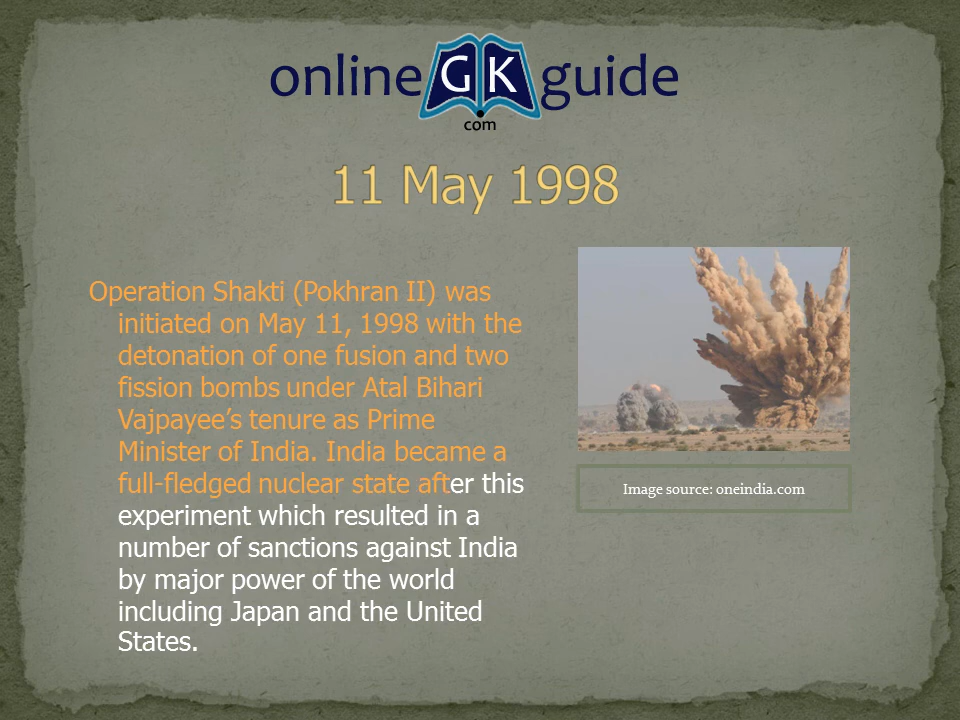 online GK guide
com
11 May 1998
Operation Shakti (Pokhran II) was
initiated on May 11, 1998 with the
detonation of one fusion and two
fission bombs under Atal Bihari
Vajpayee’s tenure as Prime
Minister of India. India became a
full-fledged nuclear state after this
experiment which resulted in a
number of sanctions against India
by major power of the world
including Japan and the United
States.
Image source: oneindia.com